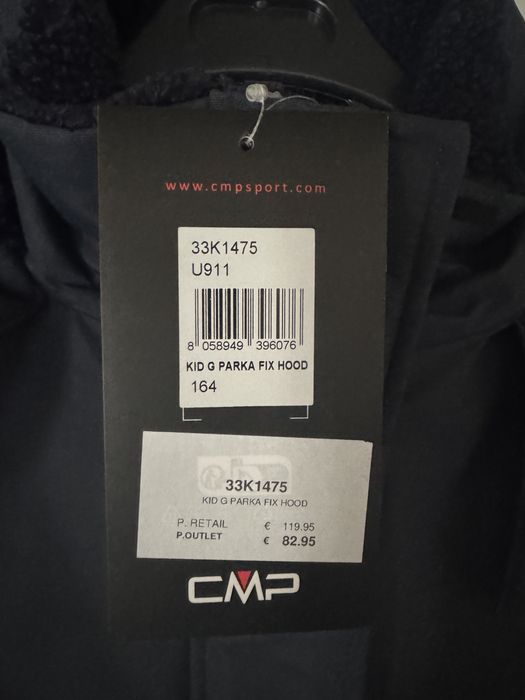 www.cmpsport.com
33K1475
U911
8 058949 396076
KID G PARKA FIX HOOD
164
33K1475
KID G PARKA FIX HOOD
P. RETAIL € 119.95
P.OUTLET € 82.95
CMP